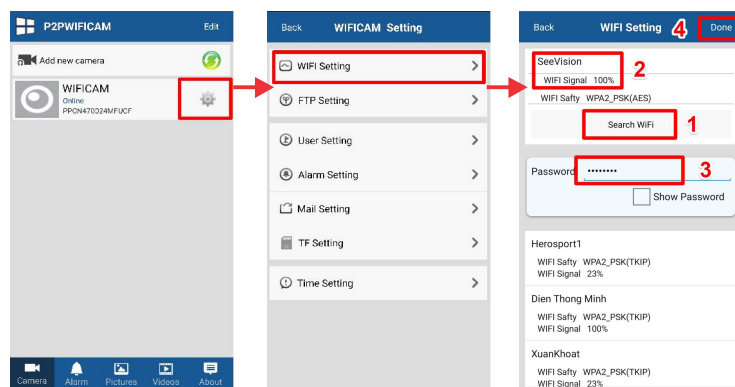 P2PWIFICAM
Edit
Add new camera
WIFICAM
Online
PPCN470324MFUCF
Camera
Alarm
Pictures
Videos
About
Back
WIFICAM Setting
WIFI Setting
FTP Setting
User Setting
Alarm Setting
Mail Setting
TF Setting
Time Setting
Back
WIFI Setting
4
Done
SeeVision
2
WIFI Signal 100%
WIFI Safty WPA2_PSK(AES)
Search WiFi
1
Password
••••••••
3
Show Password
Herosport1
WIFI Safty WPA2_PSK(TKIP)
WIFI Signal 23%
Dien Thong Minh
WIFI Safty WPA2_PSK(TKIP)
WIFI Signal 100%
XuanKhoat
WIFI Safty WPA2_PSK(TKIP)
WIFI Signal 23%